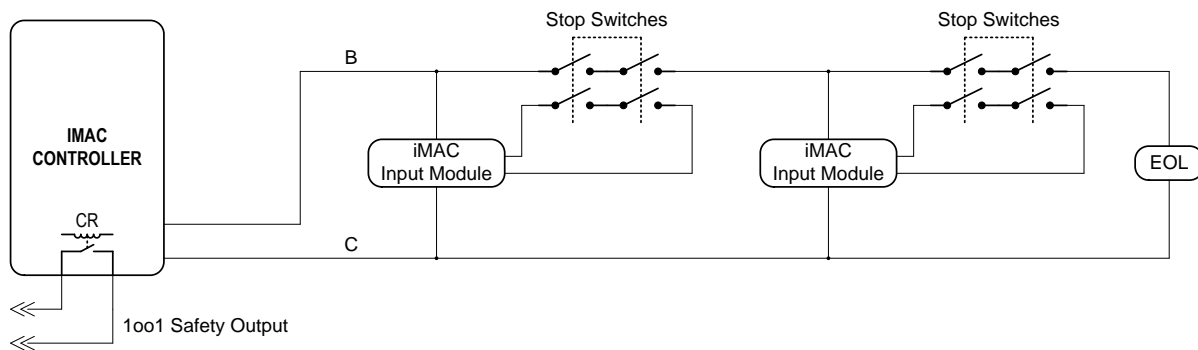 Stop Switches
Stop Switches
B
IMAC
CONTROLLER
iMAC
Input Module
iMAC
Input Module
EOL
CR
C
1oo1 Safety Output